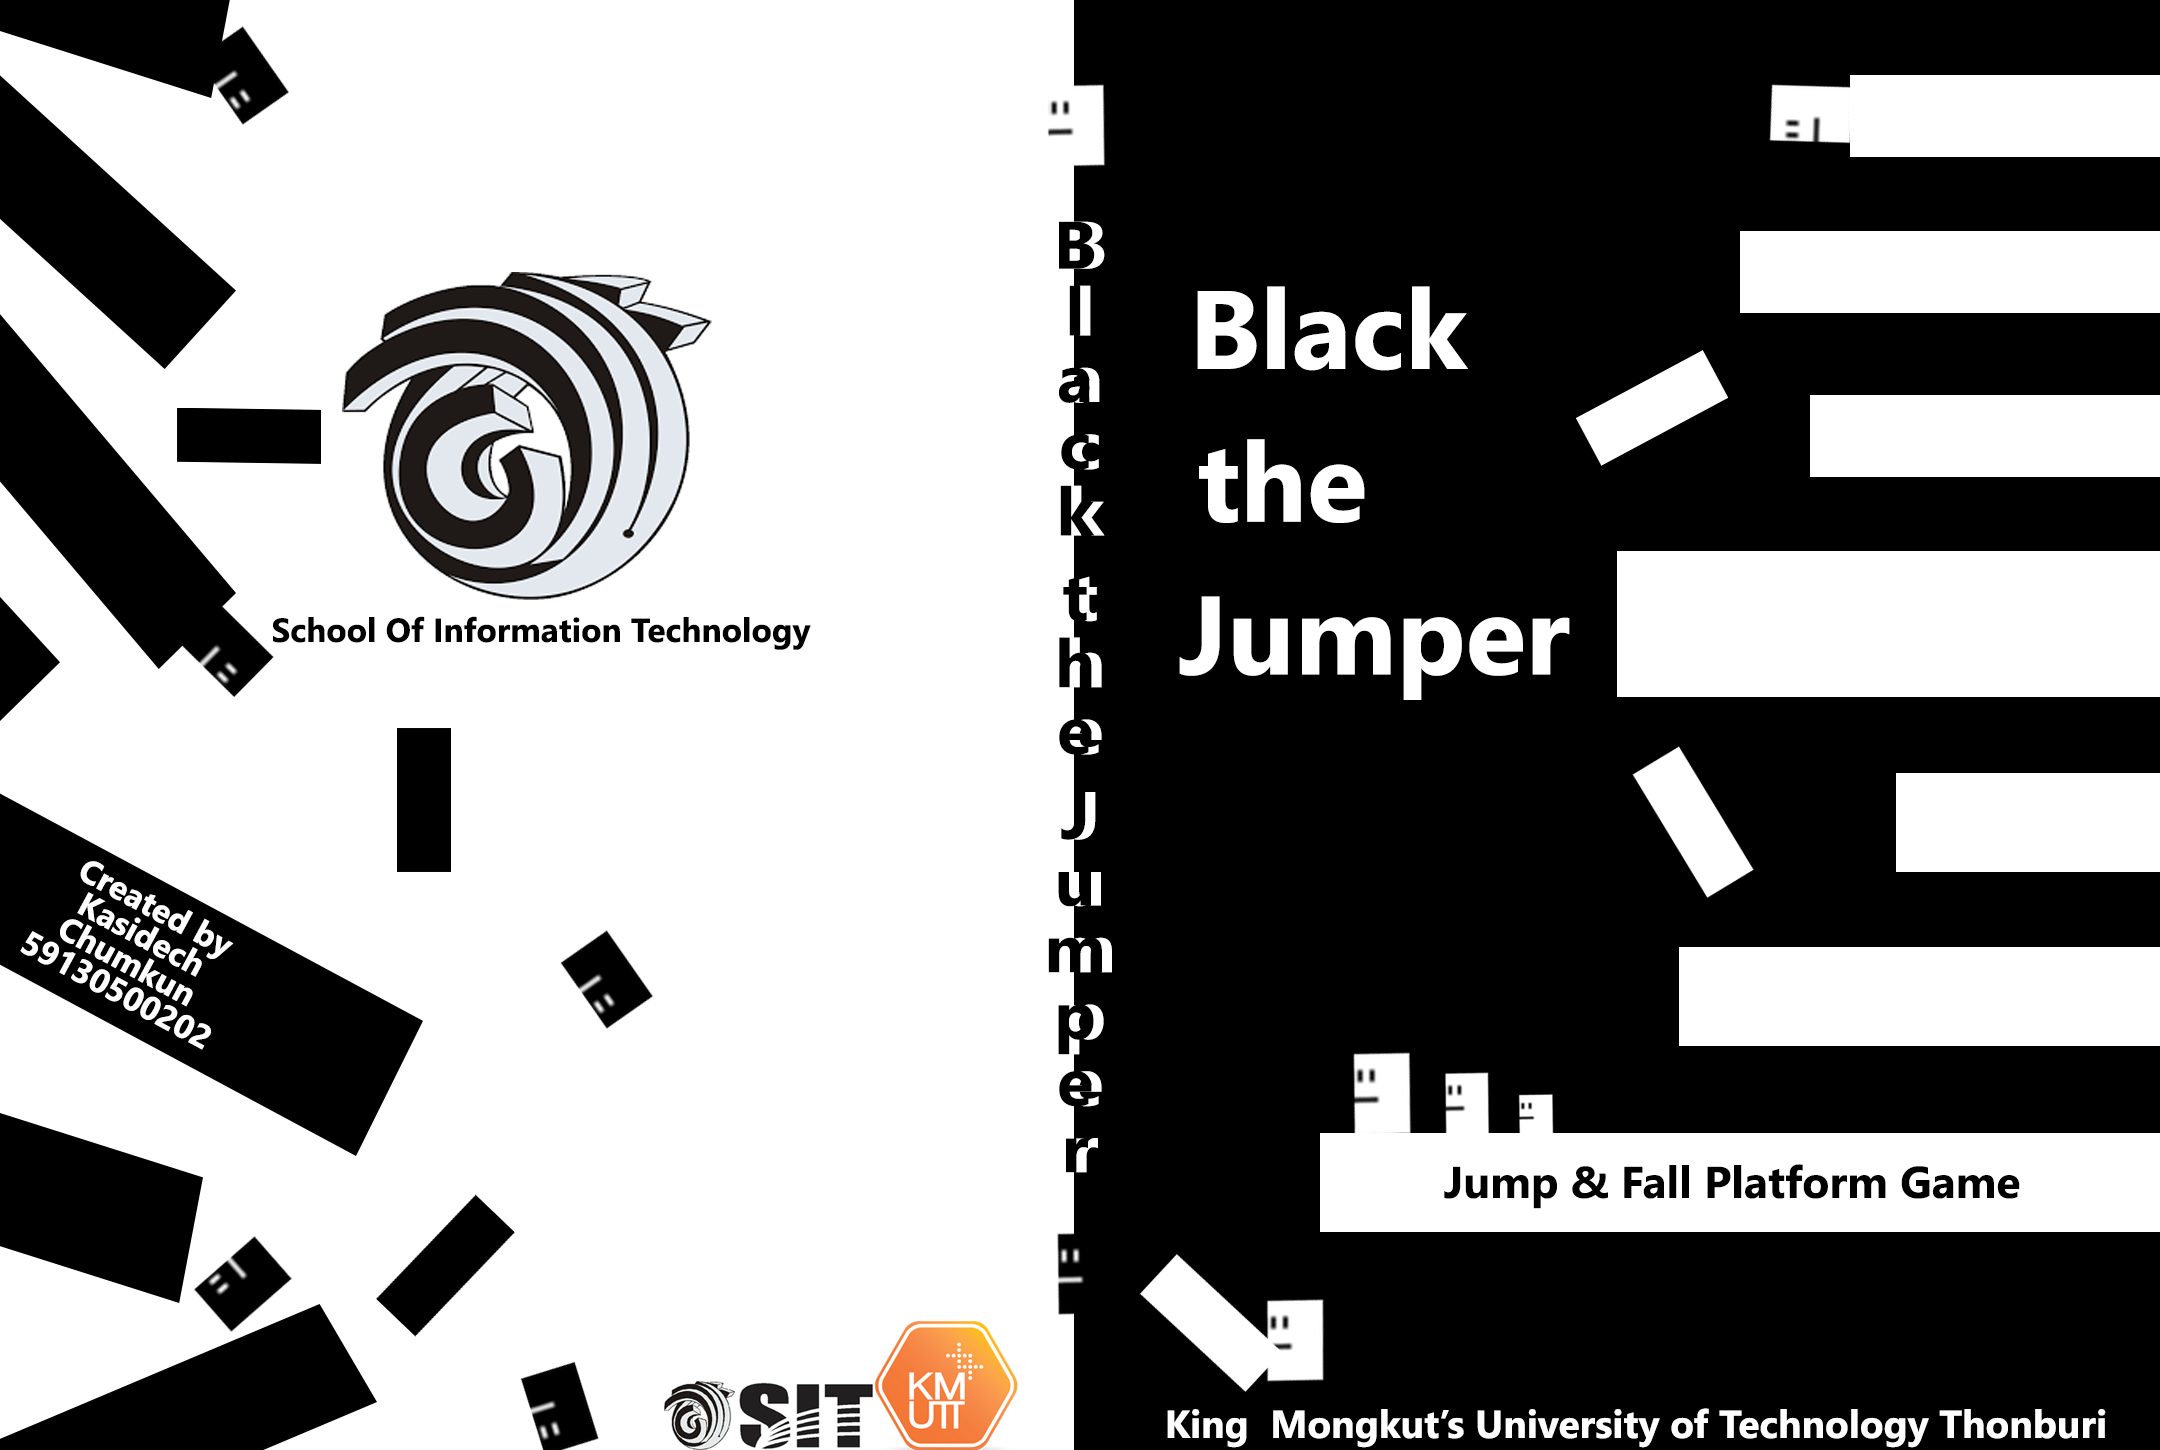 School Of Information Technology
Created by
Kasidech
Chumkun
59130500202
SIT
KM
UTT
Black the Jumper
Black
the
Jumper
Jump & Fall Platform Game
King Mongkut’s University of Technology Thonburi